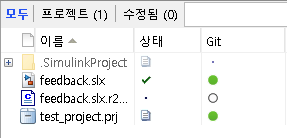 모두 프로젝트 (1) 수정됨 (0)
이름 상태 Git
.SimulinkProject
feedback.slx
feedback.slx.r2...
test_project.prj